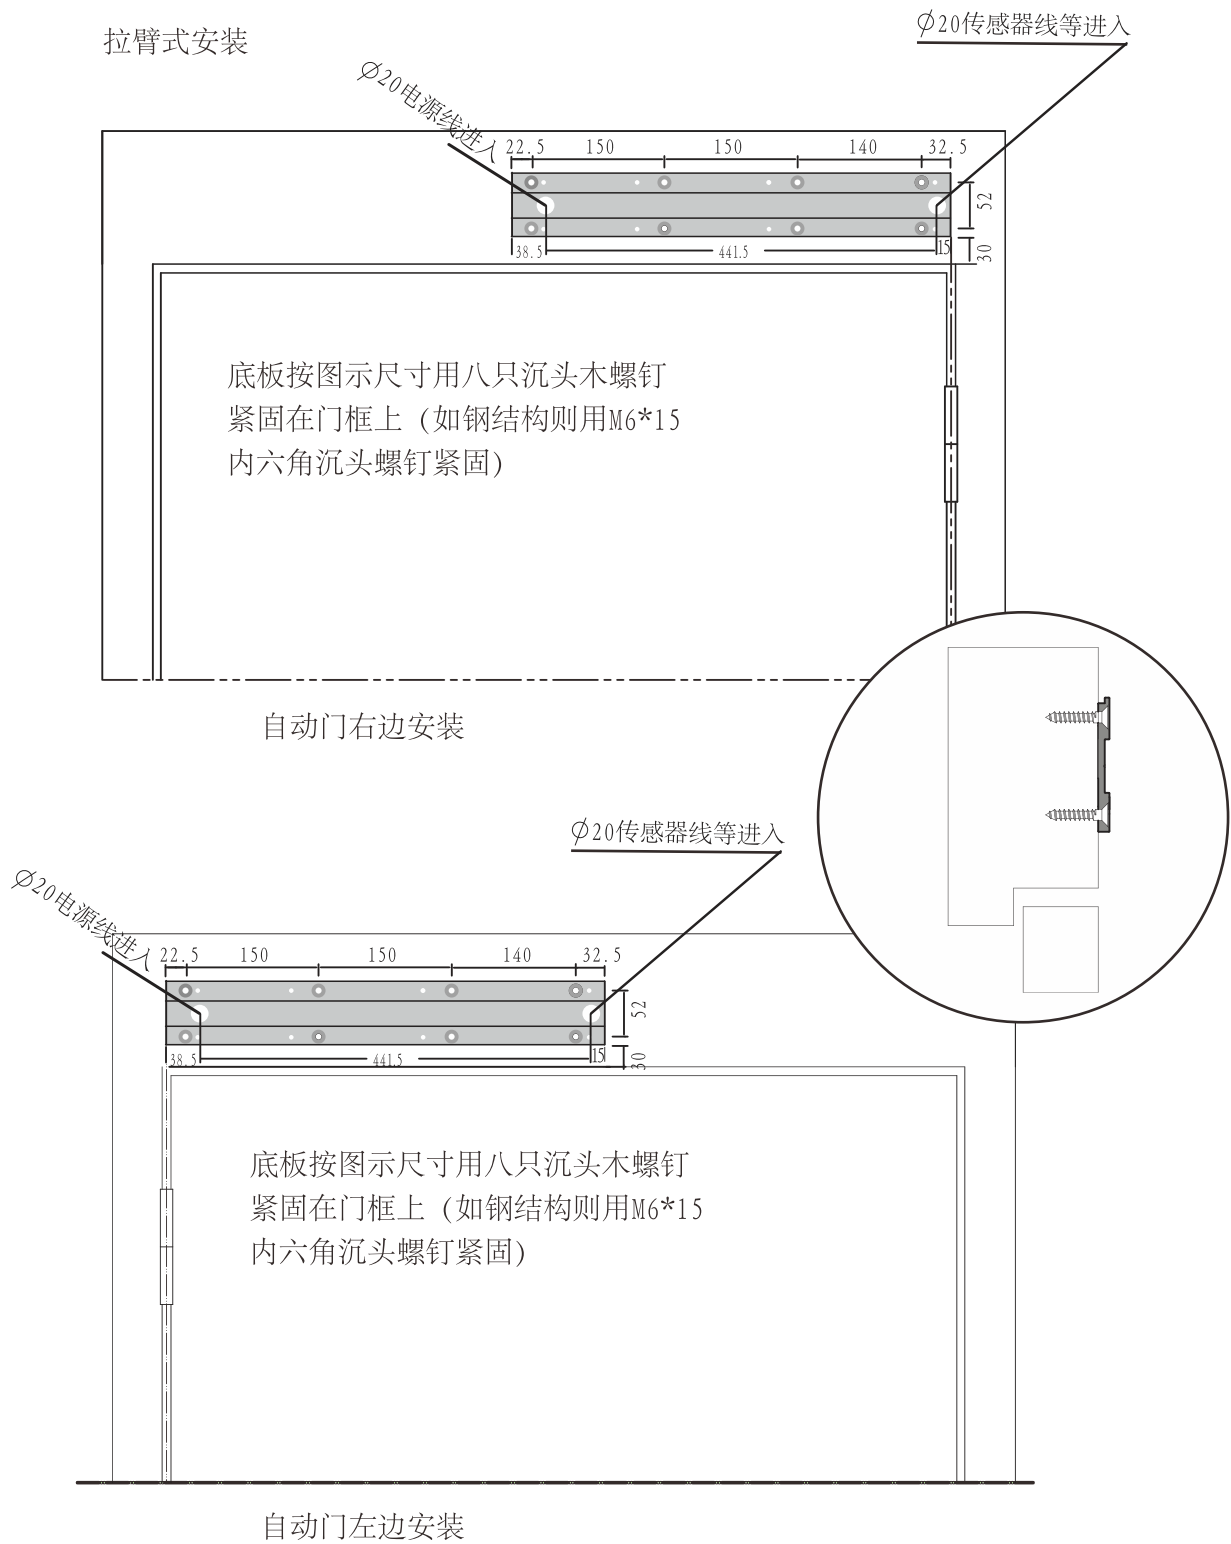 拉臂式安装
∅20传感器线等进入
∅20电源线进入
22.5 150 150 140 32.5
52
38.5 441.5 15
30
底板按图示尺寸用八只沉头木螺钉
紧固在门框上 (如钢结构则用M6*15
内六角沉头螺钉紧固)
自动门右边安装
∅20传感器线等进入
∅20电源线进入
22.5 150 150 140 32.5
52
38.5 441.5 15
30
底板按图示尺寸用八只沉头木螺钉
紧固在门框上 (如钢结构则用M6*15
内六角沉头螺钉紧固)
自动门左边安装